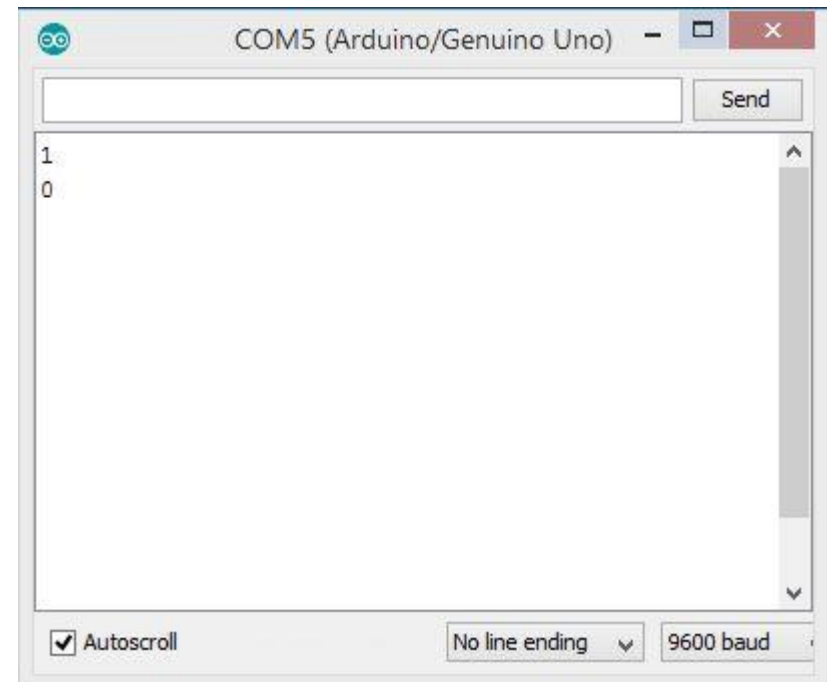 COM5 (Arduino/Genuino Uno)
Send
1
0
Autoscroll
No line ending
9600 baud